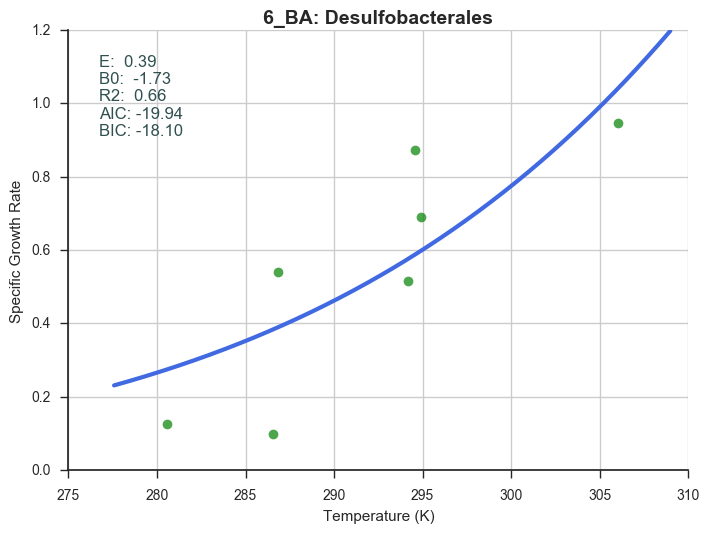 6_BA: Desulfobacterales
E:  0.39
B0:  -1.73
R2:  0.66
AIC: -19.94
BIC: -18.10
Specific Growth Rate
1.2
1.0
0.8
0.6
0.4
0.2
0.0
275 280 285 290 295 300 305 310
Temperature (K)